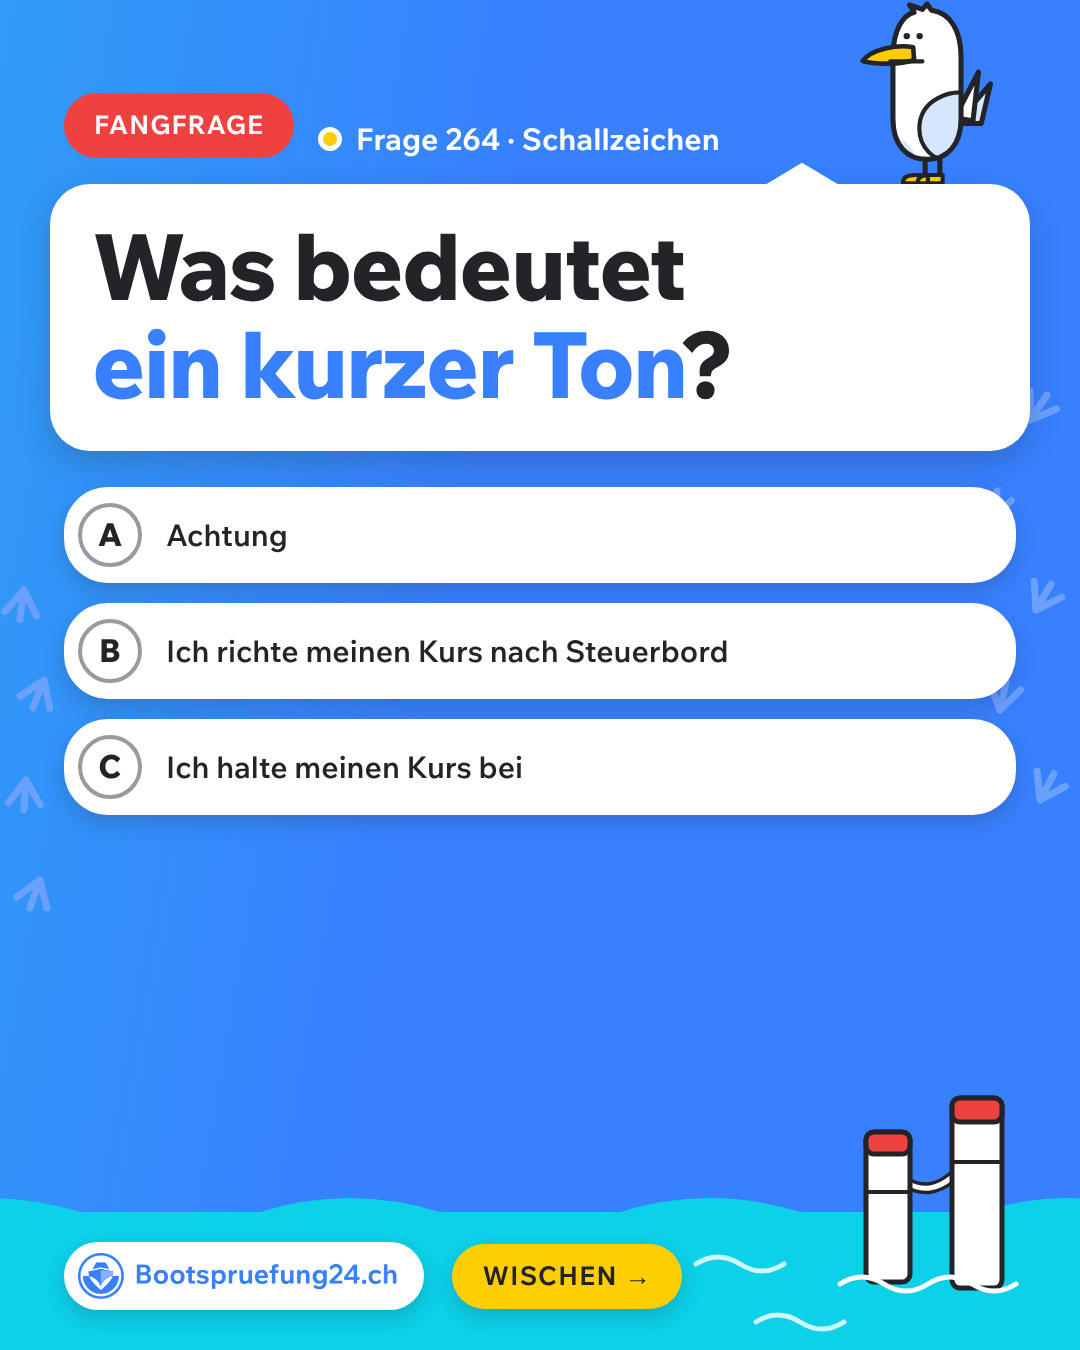 FANGFRAGE
Frage 264 · Schallzeichen
Was bedeutet
ein kurzer Ton?
A Achtung
B Ich richte meinen Kurs nach Steuerbord
C Ich halte meinen Kurs bei
Bootspruefung24.ch
WISCHEN →